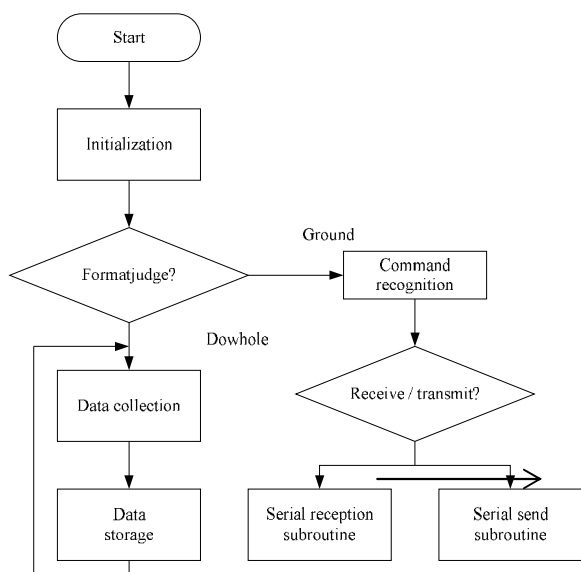 Start
Initialization
Ground
Formatjudge?
Command
recognition
Dowhole
Data collection
Receive / transmit?
Data
storage
Serial reception
subroutine
Serial send
subroutine